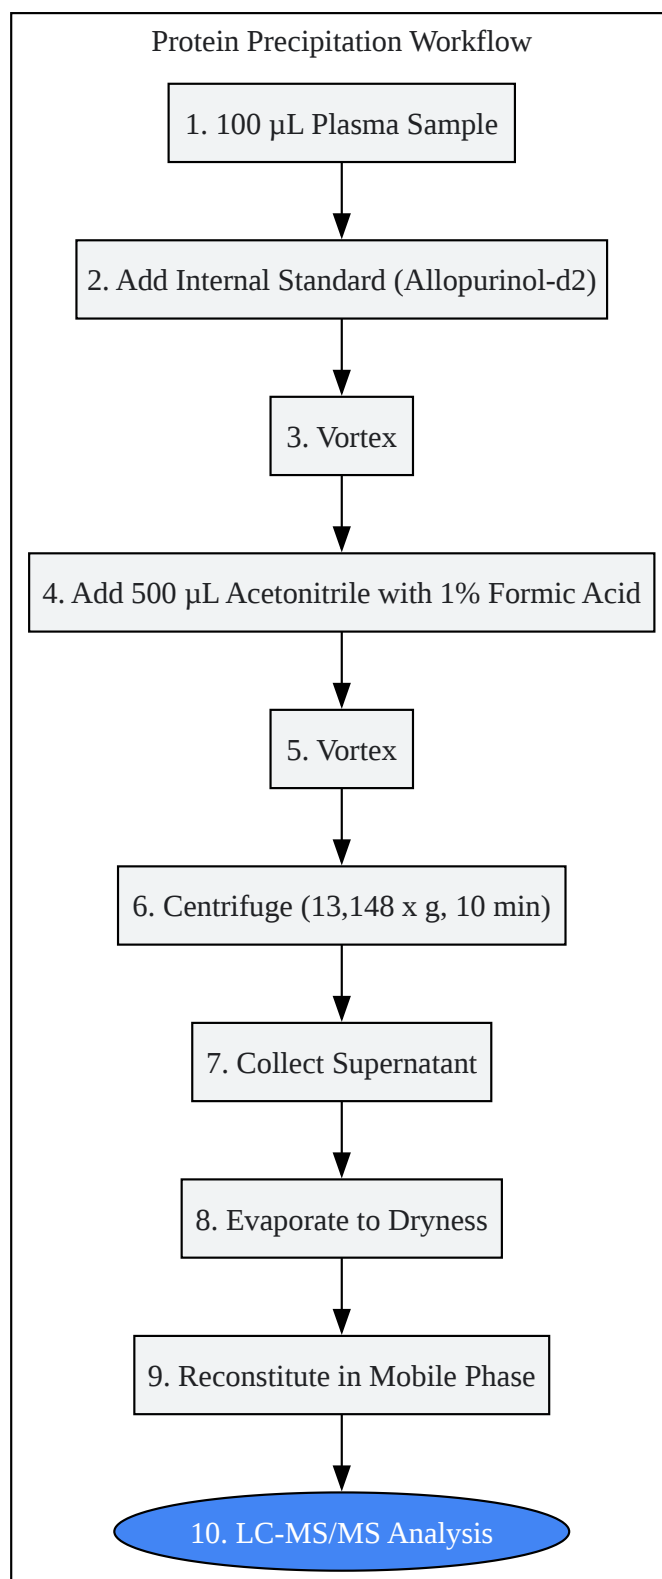 Protein Precipitation Workflow
1. 100 µL Plasma Sample
2. Add Internal Standard (Allopurinol-d2)
3. Vortex
4. Add 500 µL Acetonitrile with 1% Formic Acid
5. Vortex
6. Centrifuge (13,148 x g, 10 min)
7. Collect Supernatant
8. Evaporate to Dryness
9. Reconstitute in Mobile Phase
10. LC-MS/MS Analysis